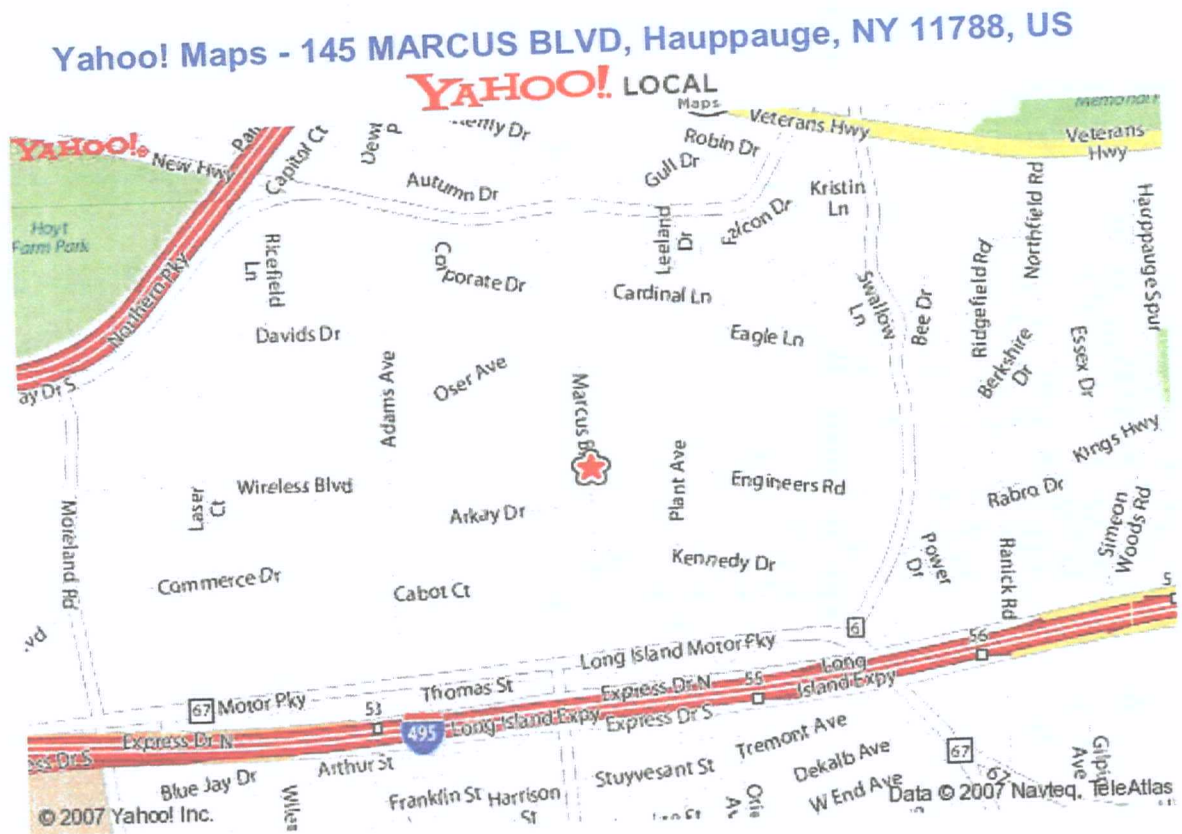 Yahoo! Maps - 145 MARCUS BLVD, Hauppauge, NY 11788, US
YAHOO! LOCAL
Maps
YAHOO!
New Hwy
Capitol Ct
Autumn Dr
Robin Dr
Gull Dr
Veterans Hwy
Veterans
Hwy
Kristin
Ln
Leeland
Dr
Falcon Dr
Northfield Rd
Hauppauge Spur
Hoyt
Farm Park
Northern Pky
Ricefield
Ln
Corporate Dr
Cardinal Ln
Swallow
Ln
Bee Dr
Ridgefield Rd
Davids Dr
Eagle Ln
Berkshire
Dr
Essex Dr
ay Dr S
Adams Ave
Oser Ave
Marcus B
Plant Ave
Kings Hwy
Moreland Rd
Laser
Ct
Wireless Blvd
Arkay Dr
Engineers Rd
Rabro Dr
Simeon
Woods Rd
Commerce Dr
Cabot Ct
Kennedy Dr
Power
Dr
Ranick Rd
vd
6
56
5
Long Island Motor Pky
67
Motor Pky
Thomas St
53
495
Long Island Expy
Express Dr N
55
Long
Island Expy
Express Dr N
Express Dr S
ess Dr S
Blue Jay Dr
Arthur St
Stuyvesant St
Tremont Ave
Dekalb Ave
W End Ave
67
67
Franklin St
Harrison
St
© 2007 Yahoo! Inc.
Data © 2007 Navteq, TeleAtlas